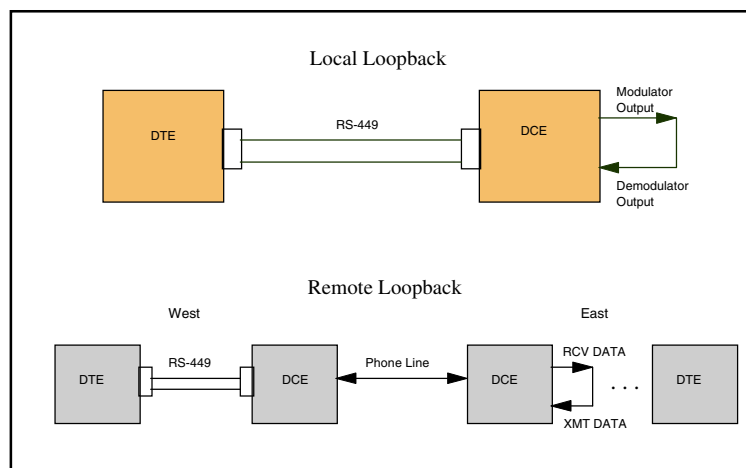 Local Loopback
DTE
RS-449
DCE
Modulator
Output
Demodulator
Output
Remote Loopback
West
East
DTE
RS-449
DCE
Phone Line
DCE
RCV DATA
XMT DATA
. . .
DTE